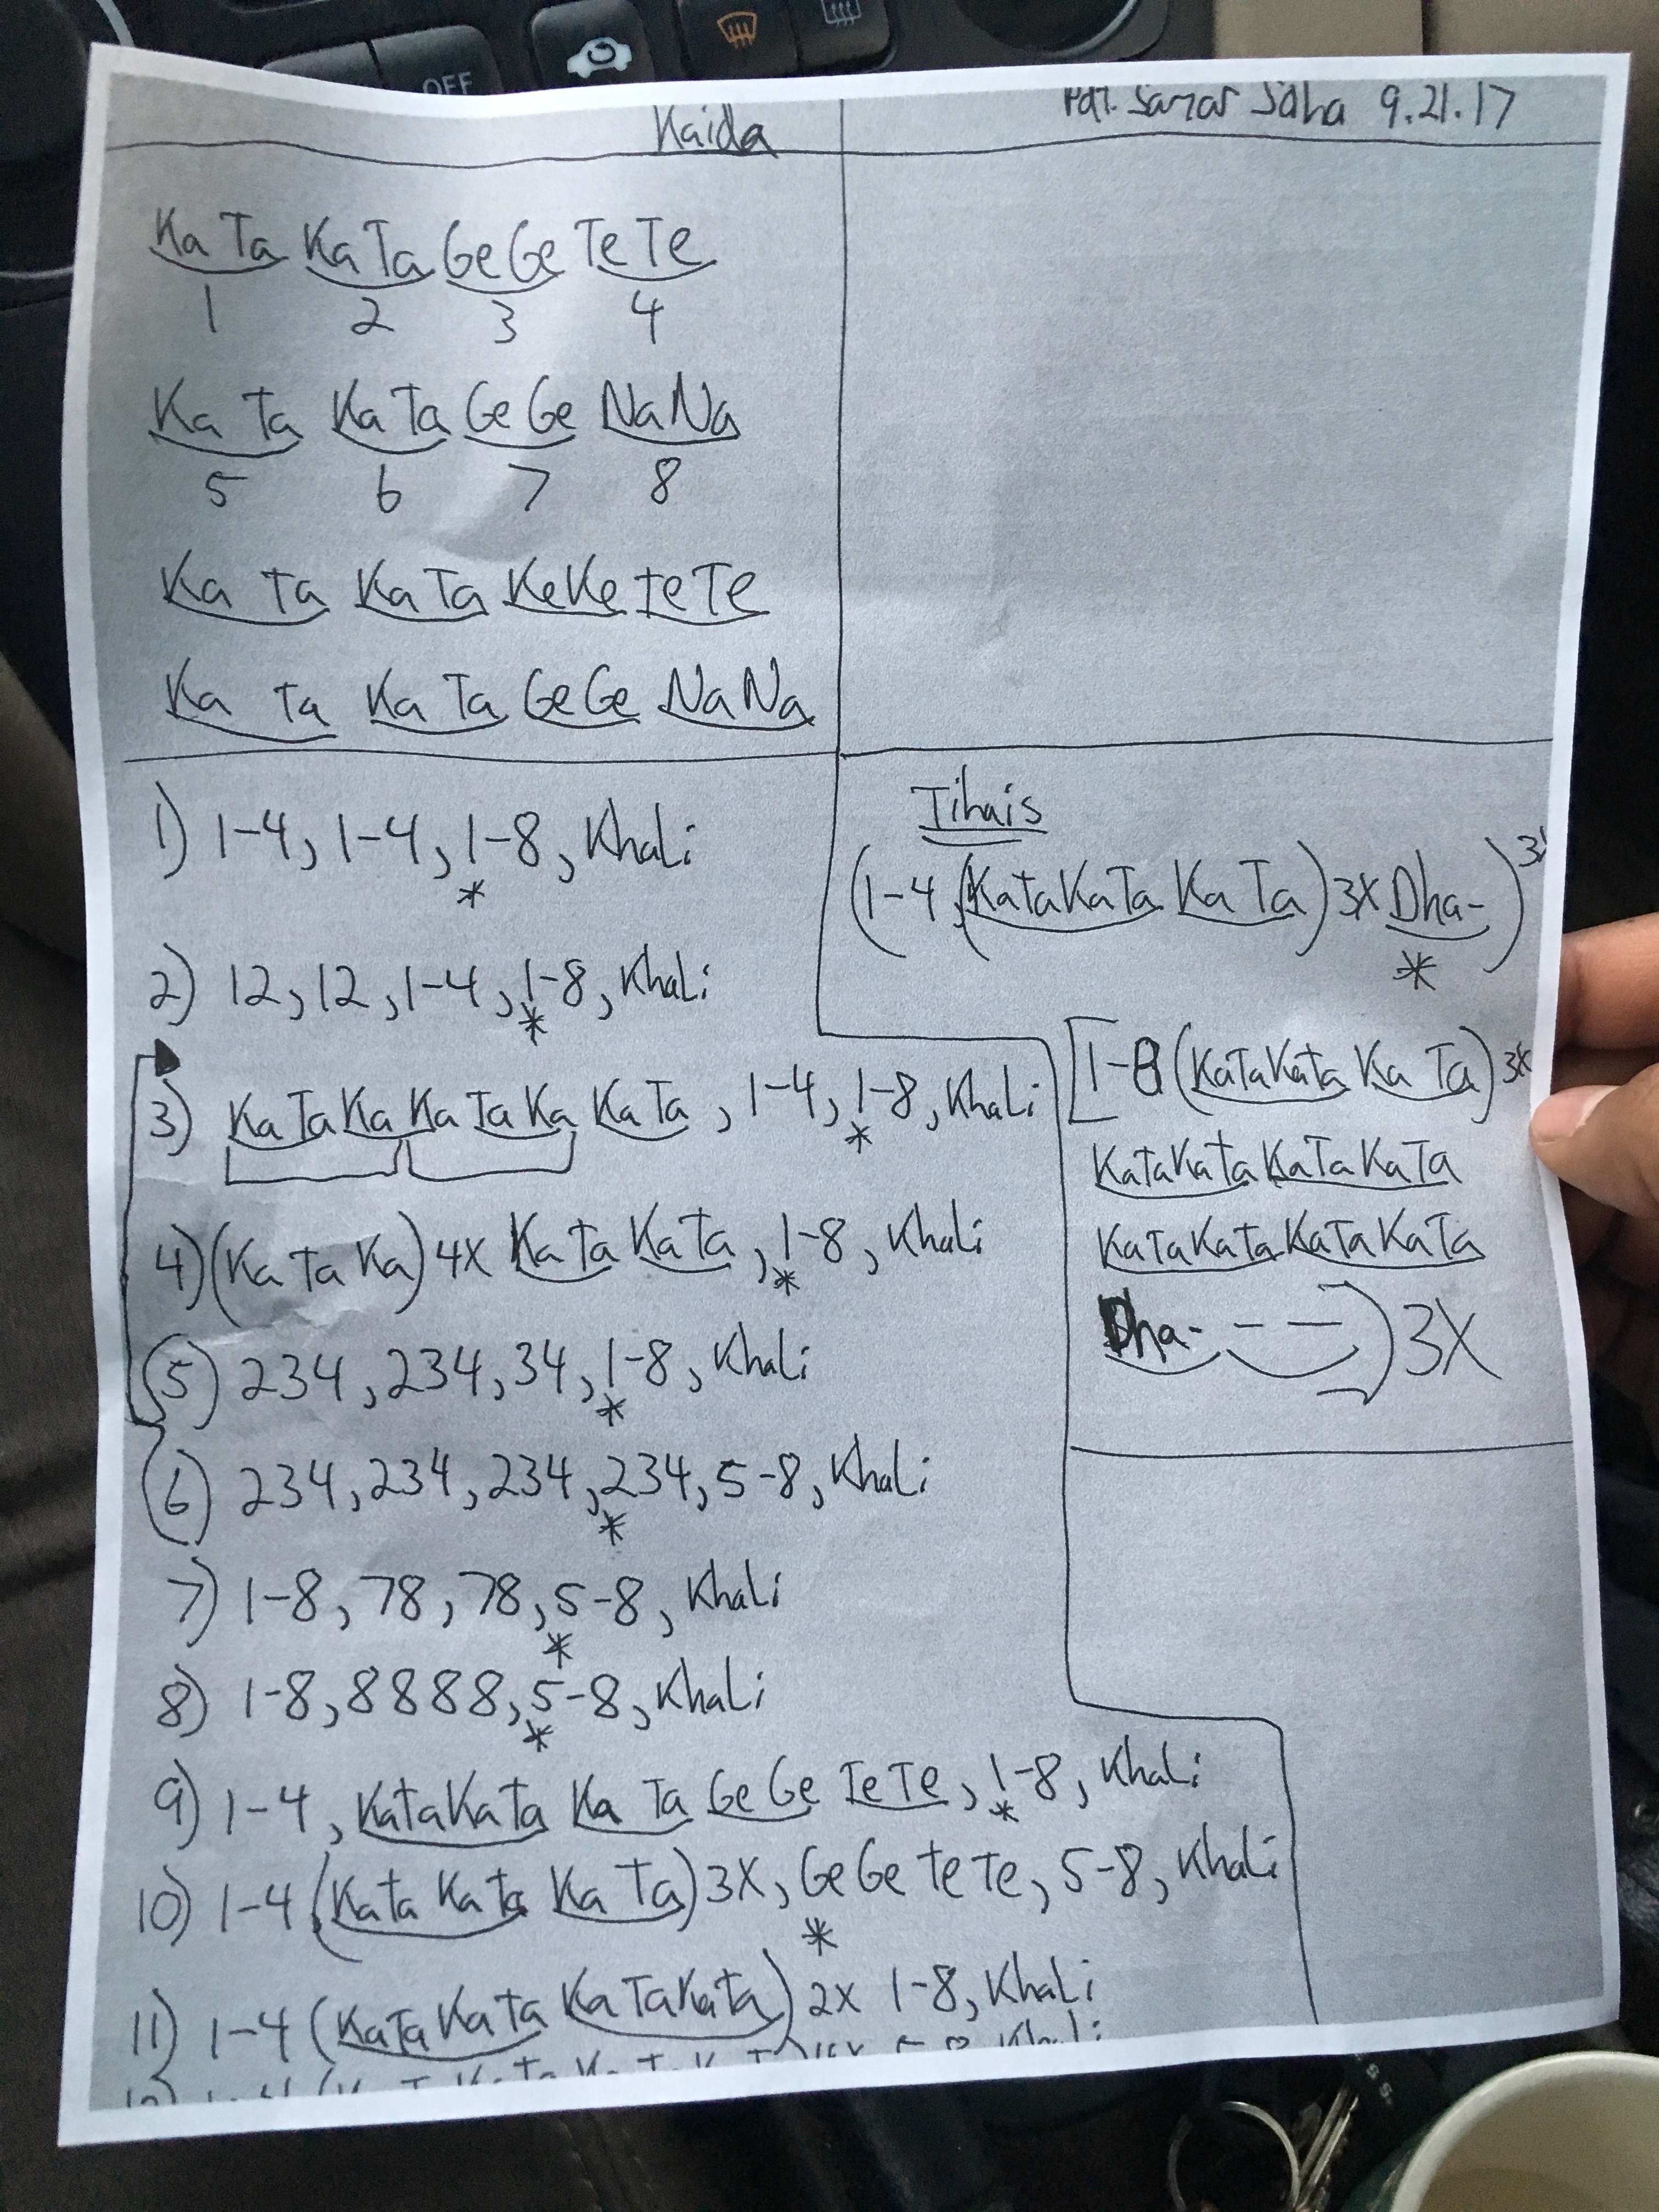 OFF
Kaida
Pdt. Samar Saha 9.21.17
Ka Ta Ka Ta Ge Ge Te Te
1 2 3 4
Ka Ta Ka Ta Ge Ge Na Na
5 6 7 8
Ka Ta Ka Ta Ke Ke te Te
Ka Ta Ka Ta Ge Ge Na Na
1) 1-4, 1-4, 1-8, Khali
*
2) 12, 12, 1-4, 1-8, Khali
*
3) Ka Ta Ka Ka Ta Ka Ka Ta, 1-4, 1-8, Khali
*
4) (Ka Ta Ka) 4x Ka Ta Ka Ta, 1-8, Khali
*
5) 234, 234, 34, 1-8, Khali
*
6) 234, 234, 234, 234, 5-8, Khali
*
7) 1-8, 78, 78, 5-8, Khali
*
8) 1-8, 8888, 5-8, Khali
*
9) 1-4, KaTaKaTa Ka Ta Ge Ge Te Te, 1-8, Khali
*
10) 1-4 (Kata Kata Ka Ta) 3x, Ge Ge te te, 5-8, Khali
*
11) 1-4 (KaTa Ka Ta Ka Ta Kata) 2x 1-8, Khali
Tihais
(1-4 (KaTaKaTa Ka Ta) 3x Dha-) 3x
*
[1-8 (KaTaKata Ka Ta) 3x
KaTaKata KaTaKaTa
KaTaKaTa KaTaKaTa
Dha- - -] 3X